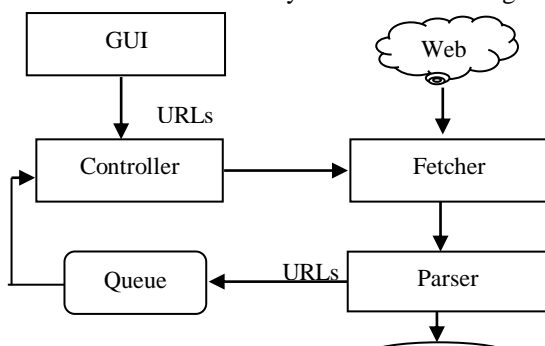 GUI
Web
URLs
Controller
Fetcher
Queue
URLs
Parser